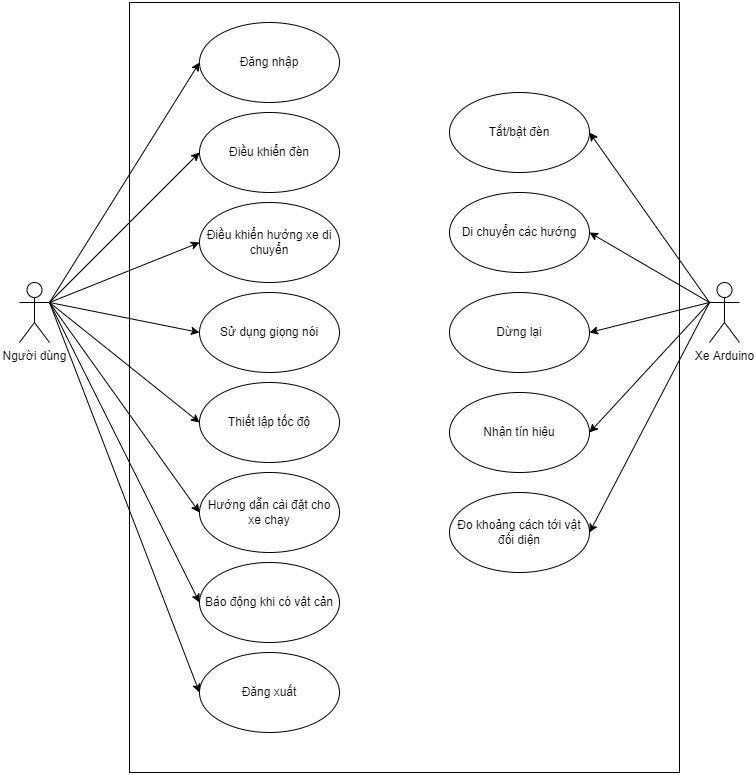 Đăng nhập
Điều khiển đèn
Điều khiển hướng xe di
chuyển
Sử dụng giọng nói
Thiết lập tốc độ
Hướng dẫn cài đặt cho
xe chạy
Báo động khi có vật cản
Đăng xuất
Người dùng
Tắt/bật đèn
Di chuyển các hướng
Dừng lại
Nhận tín hiệu
Đo khoảng cách tới vật
đối diện
Xe Arduino